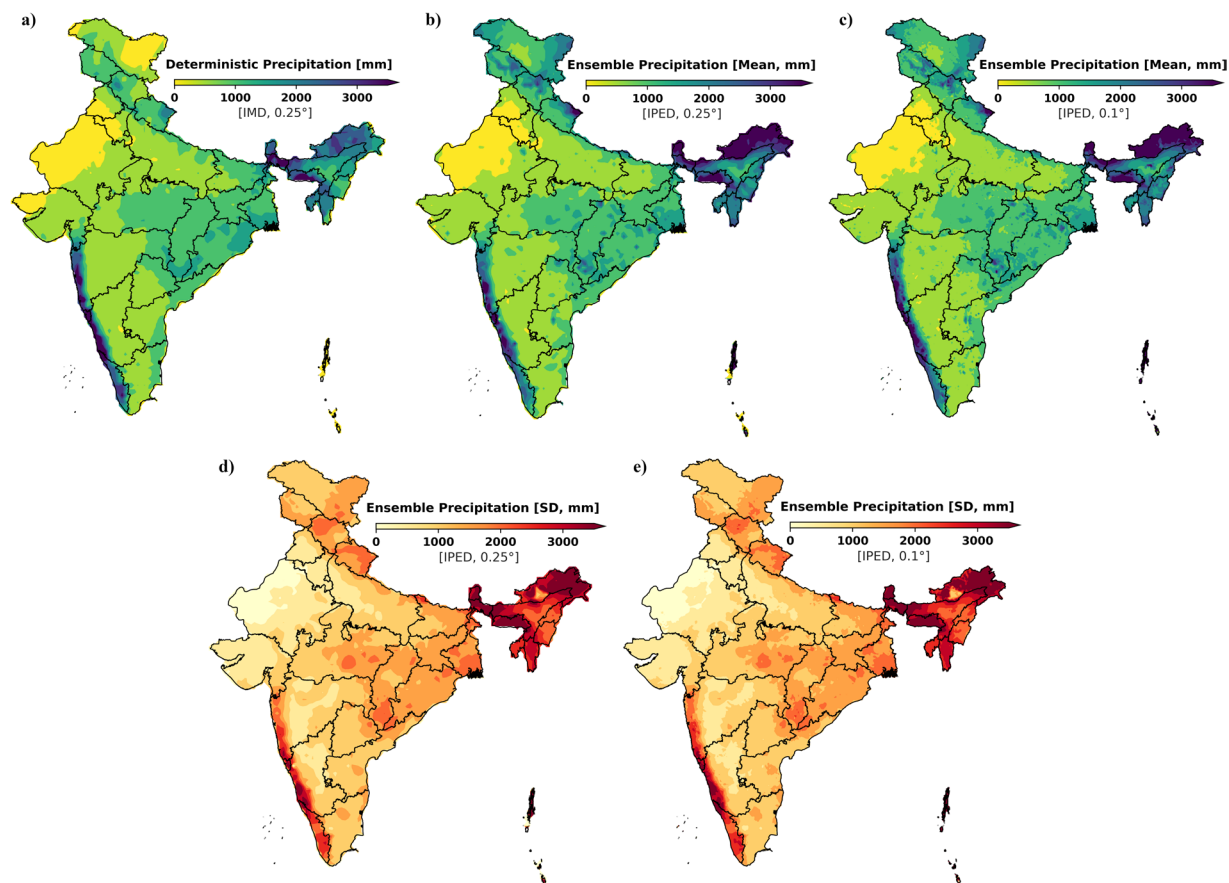 a)
Deterministic Precipitation [mm]
0 1000 2000 3000
[IMD, 0.25°]
b)
Ensemble Precipitation [Mean, mm]
0 1000 2000 3000
[IPED, 0.25°]
c)
Ensemble Precipitation [Mean, mm]
0 1000 2000 3000
[IPED, 0.1°]
d)
Ensemble Precipitation [SD, mm]
0 1000 2000 3000
[IPED, 0.25°]
e)
Ensemble Precipitation [SD, mm]
0 1000 2000 3000
[IPED, 0.1°]